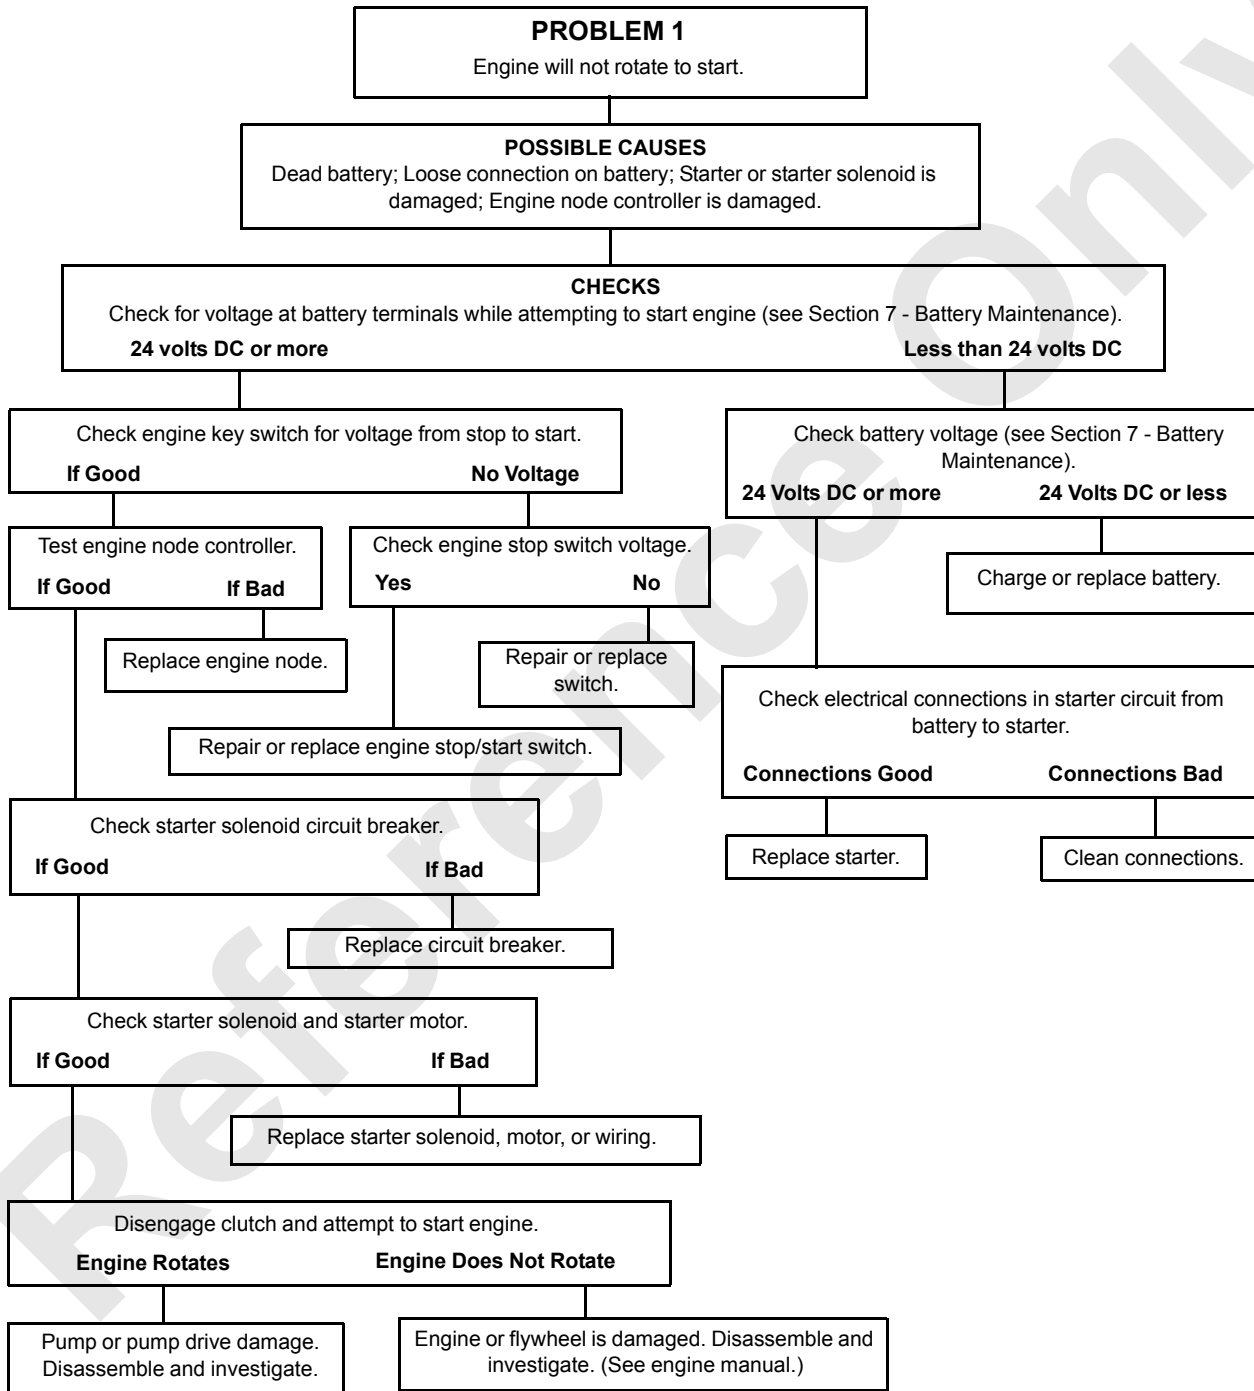 PROBLEM 1
Engine will not rotate to start.
POSSIBLE CAUSES
Dead battery; Loose connection on battery; Starter or starter solenoid is
damaged; Engine node controller is damaged.
CHECKS
Check for voltage at battery terminals while attempting to start engine (see Section 7 - Battery Maintenance).
24 volts DC or more
Less than 24 volts DC
Check engine key switch for voltage from stop to start.
If Good
No Voltage
Check battery voltage (see Section 7 - Battery
Maintenance).
24 Volts DC or more
24 Volts DC or less
Test engine node controller.
If Good
If Bad
Check engine stop switch voltage.
Yes
No
Charge or replace battery.
Replace engine node.
Repair or replace
switch.
Check electrical connections in starter circuit from
battery to starter.
Connections Good
Connections Bad
Repair or replace engine stop/start switch.
Check starter solenoid circuit breaker.
If Good
If Bad
Replace starter.
Clean connections.
Replace circuit breaker.
Check starter solenoid and starter motor.
If Good
If Bad
Replace starter solenoid, motor, or wiring.
Disengage clutch and attempt to start engine.
Engine Rotates
Engine Does Not Rotate
Pump or pump drive damage.
Disassemble and investigate.
Engine or flywheel is damaged. Disassemble and
investigate. (See engine manual.)
Reference Only